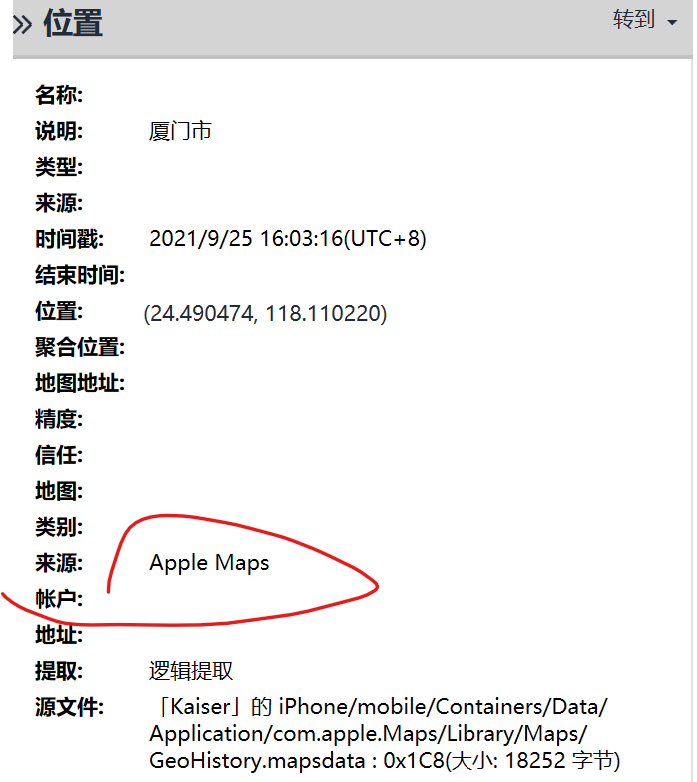 >> 位置 转到
名称:
说明: 厦门市
类型:
来源:
时间戳: 2021/9/25 16:03:16(UTC+8)
结束时间:
位置: (24.490474, 118.110220)
聚合位置:
地图地址:
精度:
信任:
地图:
类别:
来源: Apple Maps
帐户:
地址:
提取: 逻辑提取
源文件: 「Kaiser」的 iPhone/mobile/Containers/Data/
Application/com.apple.Maps/Library/Maps/
GeoHistory.mapsdata : 0x1C8(大小: 18252 字节)